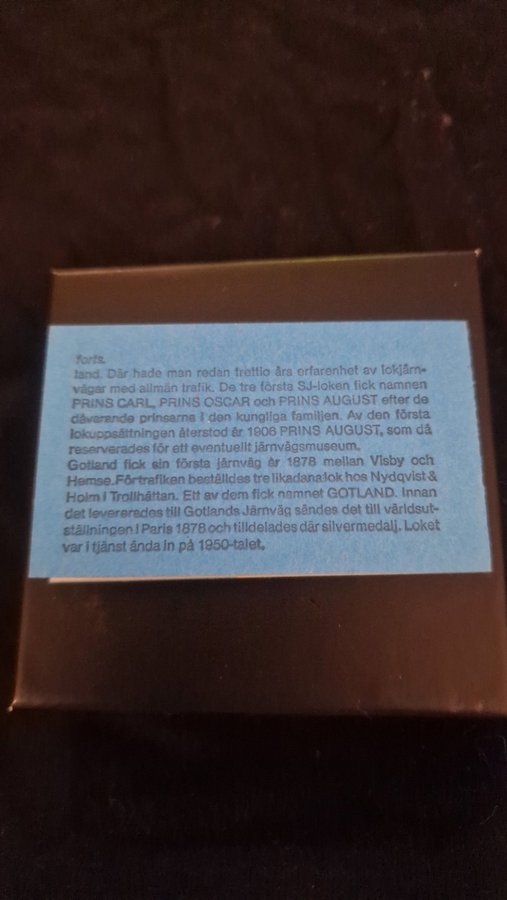 forts.
land. Där hade man redan trettio års erfarenhet av lokjärn-
vägar med allmän trafik. De tre första SJ-loken fick namnen
PRINS CARL, PRINS OSCAR och PRINS AUGUST efter de
dåvarande prinsarna i den kungliga familjen. Av den första
lokuppsättningen återstod år 1906 PRINS AUGUST, som då
reserverades för ett eventuellt järnvägsmuseum.
Gotland fick sin första järnväg år 1878 mellan Visby och
Hemse. Förtrafiken beställdes tre likadana lok hos Nydqvist &
Holm i Trollhättan. Ett av dem fick namnet GOTLAND. Innan
det levererades till Gotlands Järnväg sändes det till världsut-
ställningen i Paris 1878 och tilldelades där silvermedalj. Loket
var i tjänst ända in på 1950-talet.